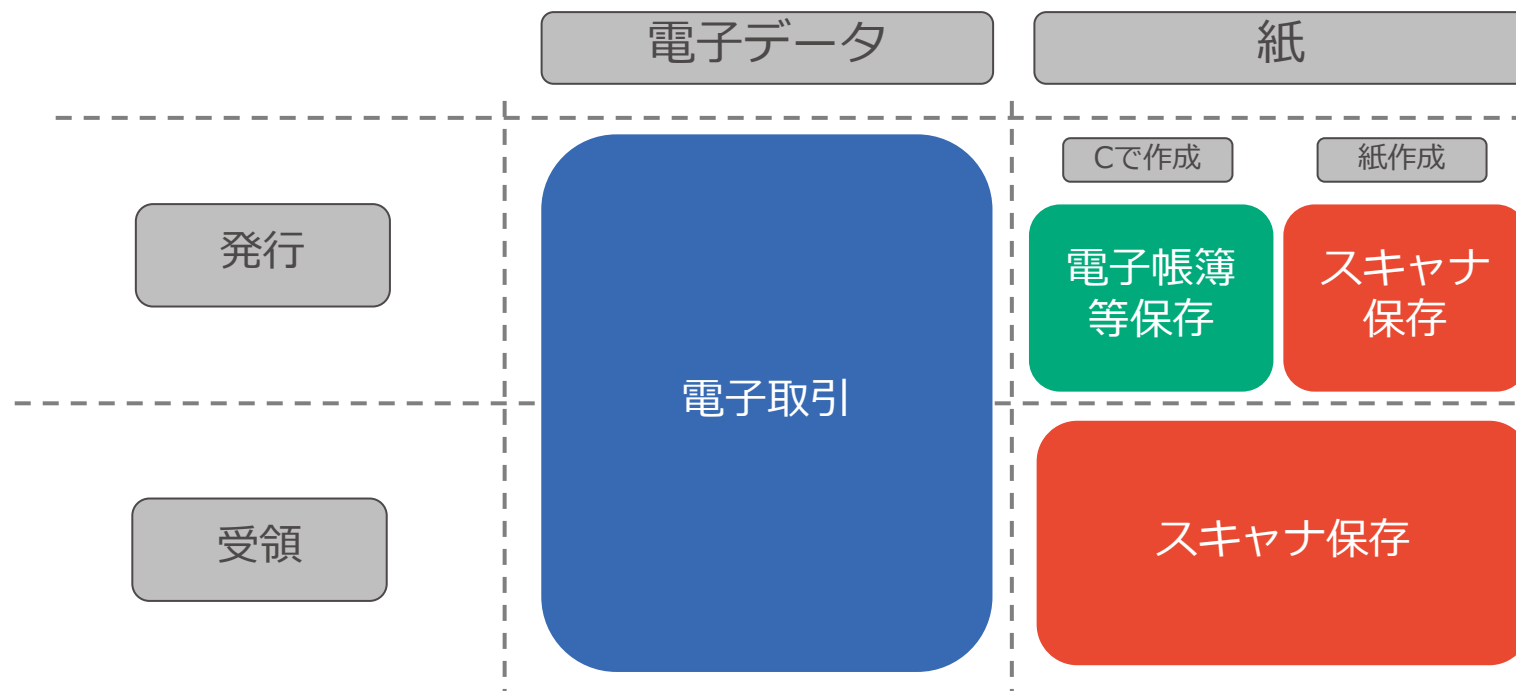 電子データ
紙
Cで作成
紙作成
発行
電子帳簿
等保存
スキャナ
保存
電子取引
受領
スキャナ保存